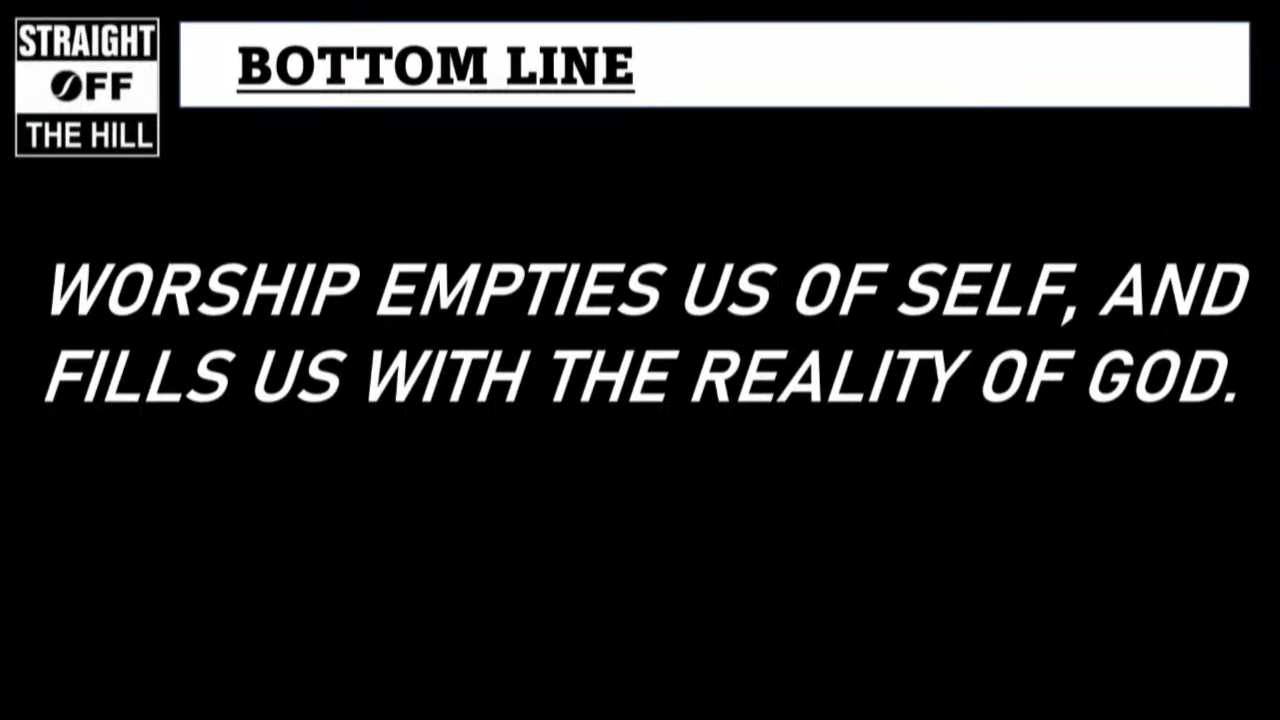 STRAIGHT
OFF
THE HILL
BOTTOM LINE
WORSHIP EMPTIES US OF SELF, AND
FILLS US WITH THE REALITY OF GOD.